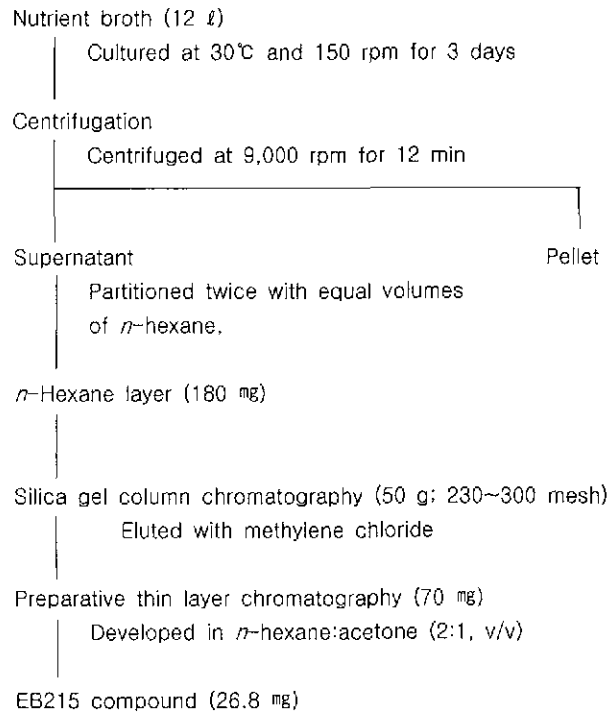 Nutrient broth (12 ℓ)
Cultured at 30℃ and 150 rpm for 3 days
Centrifugation
Centrifuged at 9,000 rpm for 12 min
Supernatant Pellet
Partitioned twice with equal volumes
of n-hexane.
n-Hexane layer (180 ㎎)
Silica gel column chromatography (50 g; 230~300 mesh)
Eluted with methylene chloride
Preparative thin layer chromatography (70 ㎎)
Developed in n-hexane:acetone (2:1, v/v)
EB215 compound (26.8 ㎎)